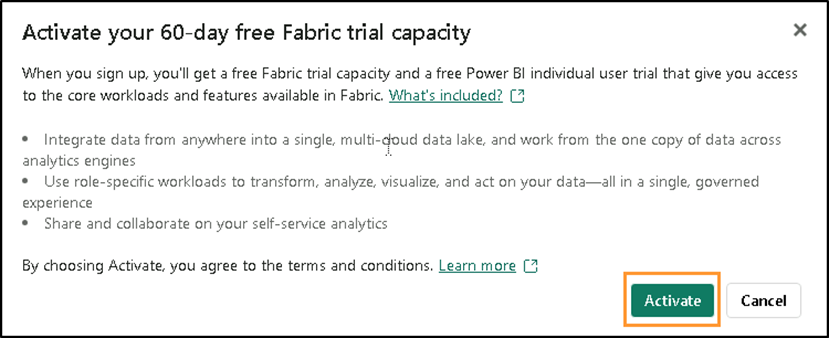 Activate your 60-day free Fabric trial capacity
When you sign up, you'll get a free Fabric trial capacity and a free Power BI individual user trial that give you access
to the core workloads and features available in Fabric. What's included?
• Integrate data from anywhere into a single, multi-cloud data lake, and work from the one copy of data across
analytics engines
• Use role-specific workloads to transform, analyze, visualize, and act on your data—all in a single, governed
experience
• Share and collaborate on your self-service analytics
By choosing Activate, you agree to the terms and conditions. Learn more
Activate Cancel